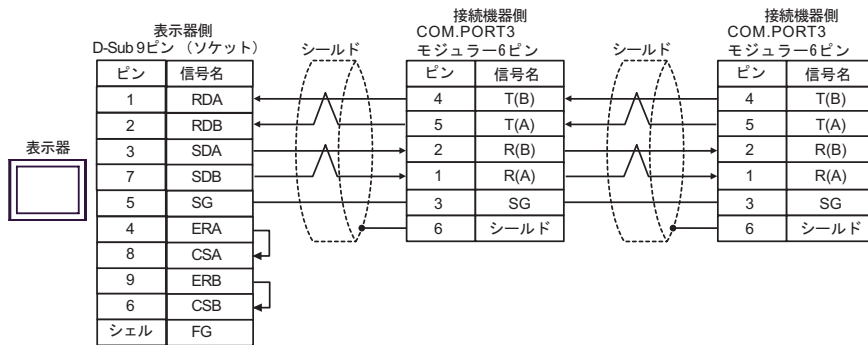 表示器側
D-Sub 9ピン （ソケット）
シールド
接続機器側
COM.PORT3
モジュラー6ピン
シールド
接続機器側
COM.PORT3
モジュラー6ピン
ピン 信号名
1 RDA
2 RDB
3 SDA
7 SDB
5 SG
4 ERA
8 CSA
9 ERB
6 CSB
シェル FG
表示器
ピン 信号名
4 T(B)
5 T(A)
2 R(B)
1 R(A)
3 SG
6 シールド
ピン 信号名
4 T(B)
5 T(A)
2 R(B)
1 R(A)
3 SG
6 シールド